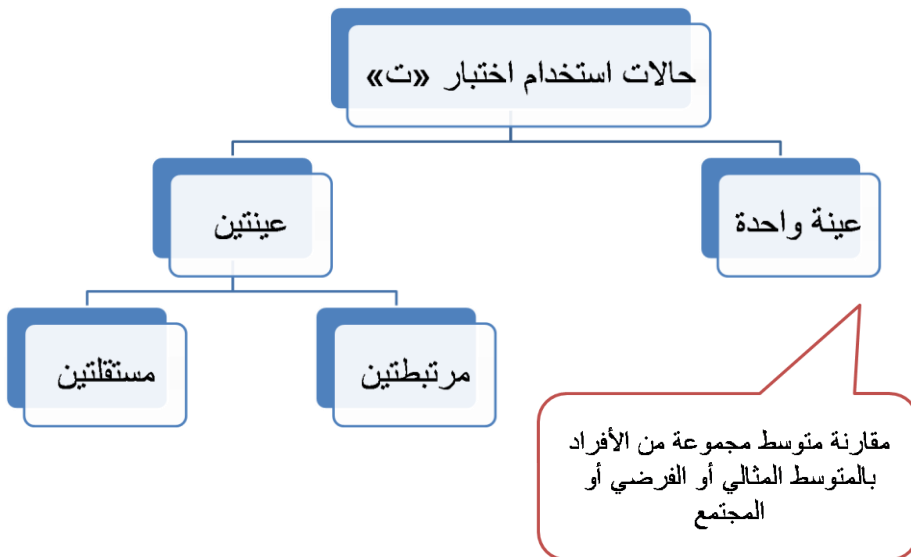 حالات استخدام اختبار «ت»
عينة واحدة
عينتين
مرتبطتين
مستقلتين
مقارنة متوسط مجموعة من الأفراد
بالمتوسط المثالي أو الفرضي أو
المجتمع